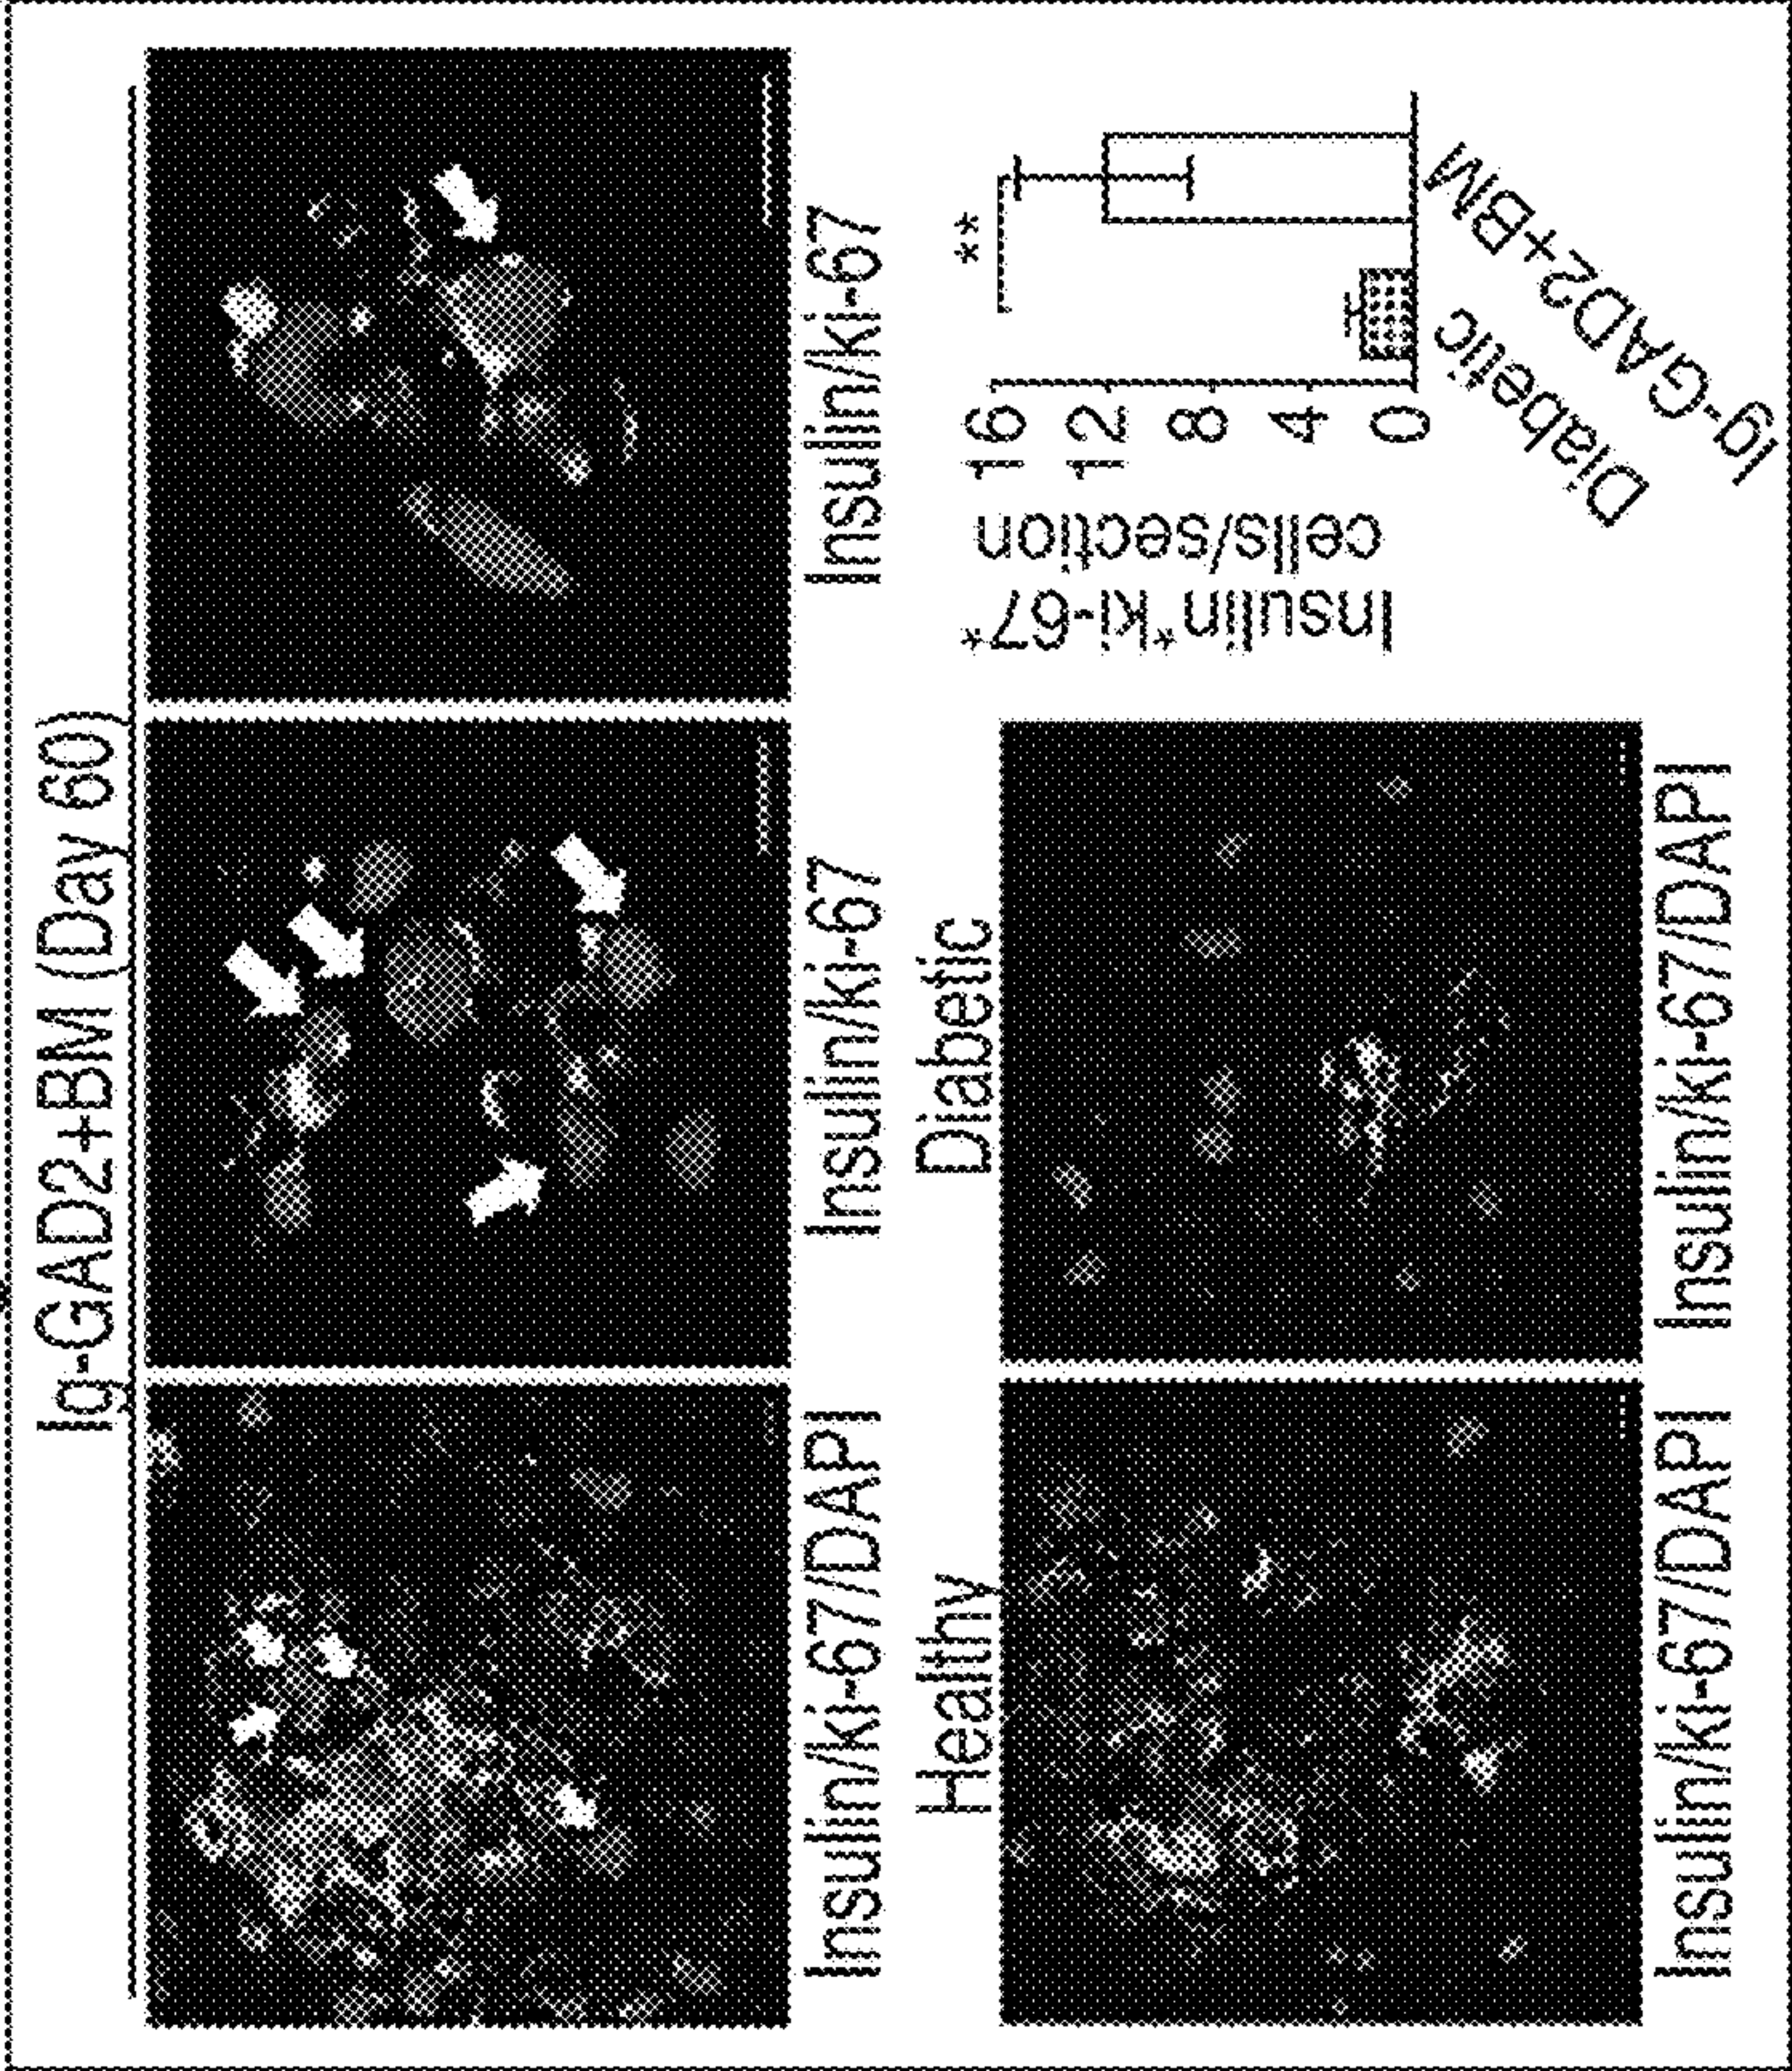 Ig-GAD2+BM (Day 60)
Insulin/ki-67/DAPI
Insulin/ki-67
Insulin/ki-67
Healthy
Diabetic
Insulin/ki-67/DAPI
Insulin/ki-67/DAPI
Insulin*ki-67*
cells/section
16
12
8
4
0
**
Diabetic
Ig-GAD2+BM